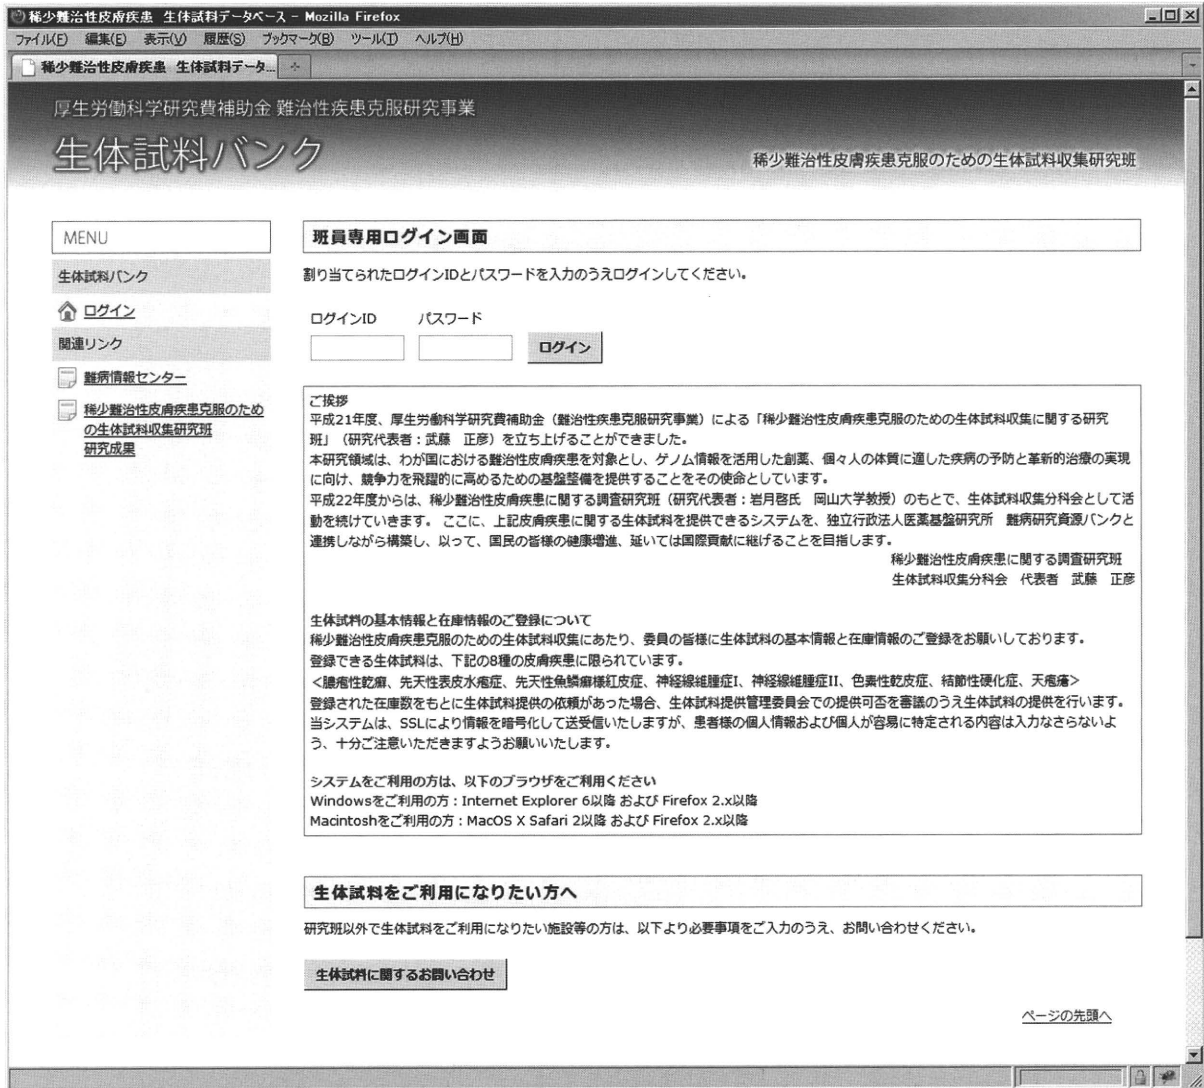 稀少難治性皮膚疾患 生体試料データベース - Mozilla Firefox
ファイル(F) 編集(E) 表示(V) 履歴(S) ブックマーク(B) ツール(T) ヘルプ(H)
稀少難治性皮膚疾患 生体試料データ...
厚生労働科学研究費補助金 難治性疾患克服研究事業
生体試料バンク
稀少難治性皮膚疾患克服のための生体試料収集研究班
MENU
生体試料バンク
ログイン
関連リンク
難病情報センター
稀少難治性皮膚疾患克服のため
の生体試料収集研究班
研究成果
班員専用ログイン画面
割り当てられたログインIDとパスワードを入力のうえログインしてください。
ログインID パスワード
ログイン
ご挨拶
平成21年度、厚生労働科学研究費補助金（難治性疾患克服研究事業）による「稀少難治性皮膚疾患克服のための生体試料収集に関する研究
班」（研究代表者：武藤 正彦）を立ち上げることができました。
本研究領域は、わが国における難治性皮膚疾患を対象とし、ゲノム情報を活用した創薬、個々人の体質に適した疾病の予防と革新的治療の実現
に向け、競争力を飛躍的に高めるための基盤整備を提供することをその使命としています。
平成22年度からは、稀少難治性皮膚疾患に関する調査研究班（研究代表者：岩月啓氏 岡山大学教授）のもとで、生体試料収集分科会として活
動を続けていきます。 ここに、上記皮膚疾患に関する生体試料を提供できるシステムを、独立行政法人医薬基盤研究所 難病研究資源バンクと
連携しながら構築し、以って、国民の皆様の健康増進、延いては国際貢献に継げることを目指します。
稀少難治性皮膚疾患に関する調査研究班
生体試料収集分科会 代表者 武藤 正彦
生体試料の基本情報と在庫情報のご登録について
稀少難治性皮膚疾患克服のための生体試料収集にあたり、委員の皆様に生体試料の基本情報と在庫情報のご登録をお願いしております。
登録できる生体試料は、下記の8種の皮膚疾患に限られています。
＜膿疱性乾癬、先天性表皮水疱症、先天性魚鱗癬様紅皮症、神経線維腫症I、神経線維腫症II、色素性乾皮症、結節性硬化症、天疱瘡＞
登録された在庫数をもとに生体試料提供の依頼があった場合、生体試料提供管理委員会での提供可否を審議のうえ生体試料の提供を行います。
当システムは、SSLにより情報を暗号化して送受信いたしますが、患者様の個人情報および個人が容易に特定される内容は入力なさらないよ
う、十分ご注意いただきますようお願いいたします。
システムをご利用の方は、以下のブラウザをご利用ください
Windowsをご利用の方：Internet Explorer 6以降 および Firefox 2.x以降
Macintoshをご利用の方：MacOS X Safari 2以降 および Firefox 2.x以降
生体試料をご利用になりたい方へ
研究班以外で生体試料をご利用になりたい施設等の方は、以下より必要事項をご入力のうえ、お問い合わせください。
生体試料に関するお問い合わせ
ページの先頭へ